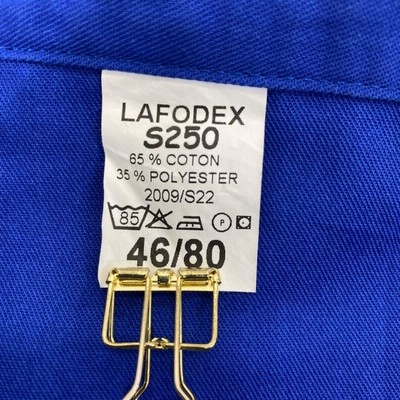 LAFODEX
S250
65 % COTON
35 % POLYESTER
2009/S22
85 P
46/80